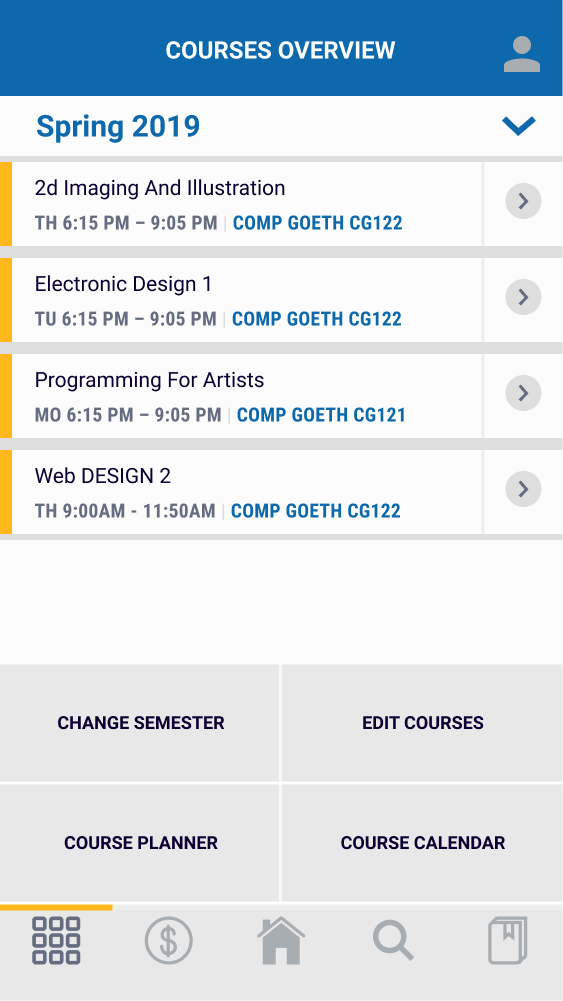 COURSES OVERVIEW
Spring 2019
2d Imaging And Illustration
TH 6:15 PM – 9:05 PM | COMP GOETH CG122
Electronic Design 1
TU 6:15 PM – 9:05 PM | COMP GOETH CG122
Programming For Artists
MO 6:15 PM – 9:05 PM | COMP GOETH CG121
Web DESIGN 2
TH 9:00AM - 11:50AM | COMP GOETH CG122
CHANGE SEMESTER
EDIT COURSES
COURSE PLANNER
COURSE CALENDAR
$